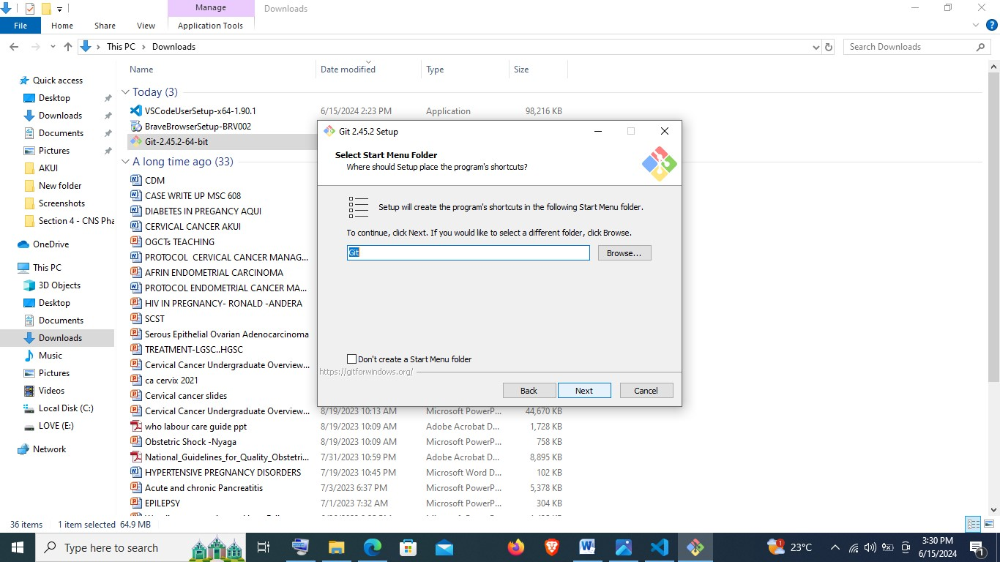 Manage
Downloads
File
Home
Share
View
Application Tools
This PC
Downloads
Search Downloads
Name
Date modified
Type
Size
Quick access
Desktop
Downloads
Documents
Pictures
AKUI
New folder
Screenshots
Section 4 - CNS Pha
OneDrive
This PC
3D Objects
Desktop
Documents
Downloads
Music
Pictures
Videos
Local Disk (C:)
LOVE (E:)
Network
Today (3)
VSCodeUserSetup-x64-1.90.1 6/15/2024 2:23 PM Application 98,216 KB
BraveBrowserSetup-BRV002
Git-2.45.2-64-bit
A long time ago (33)
CDM
CASE WRITE UP MSC 608
DIABETES IN PREGANCY AQUI
CERVICAL CANCER AKUI
OGCTs TEACHING
PROTOCOL CERVICAL CANCER MANAG...
AFRIN ENDOMETRIAL CARCINOMA
PROTOCOL ENDOMETRIAL CANCER MA...
HIV IN PREGNANCY- RONALD -ANDERA
SCST
Serous Epithelial Ovarian Adenocarcinoma
TREATMENT-LGSC..HGSC
Cervical Cancer Undergraduate Overview...
ca cervix 2021
Cervical cancer slides
Cervical Cancer Undergraduate Overview... 8/19/2023 10:13 AM Microsoft PowerP... 44,670 KB
who labour care guide ppt 8/19/2023 10:09 AM Adobe Acrobat D... 1,728 KB
Obstetric Shock -Nyaga 8/19/2023 10:09 AM Microsoft PowerP... 758 KB
National_Guidelines_for_Quality_Obstetri... 7/31/2023 10:59 PM Adobe Acrobat D... 8,895 KB
HYPERTENSIVE PREGNANCY DISORDERS 7/19/2023 10:45 PM Microsoft Word D... 102 KB
Acute and chronic Pancreatitis 7/3/2023 6:37 PM Microsoft PowerP... 5,378 KB
EPILEPSY 7/1/2023 7:32 AM Microsoft PowerP... 304 KB
Git 2.45.2 Setup
Select Start Menu Folder
Where should Setup place the program's shortcuts?
Setup will create the program's shortcuts in the following Start Menu folder.
To continue, click Next. If you would like to select a different folder, click Browse.
Git
Browse...
Don't create a Start Menu folder
https://gitforwindows.org/
Back
Next
Cancel
36 items 1 item selected 64.9 MB
Type here to search
1
23°C
3:30 PM
6/15/2024
1